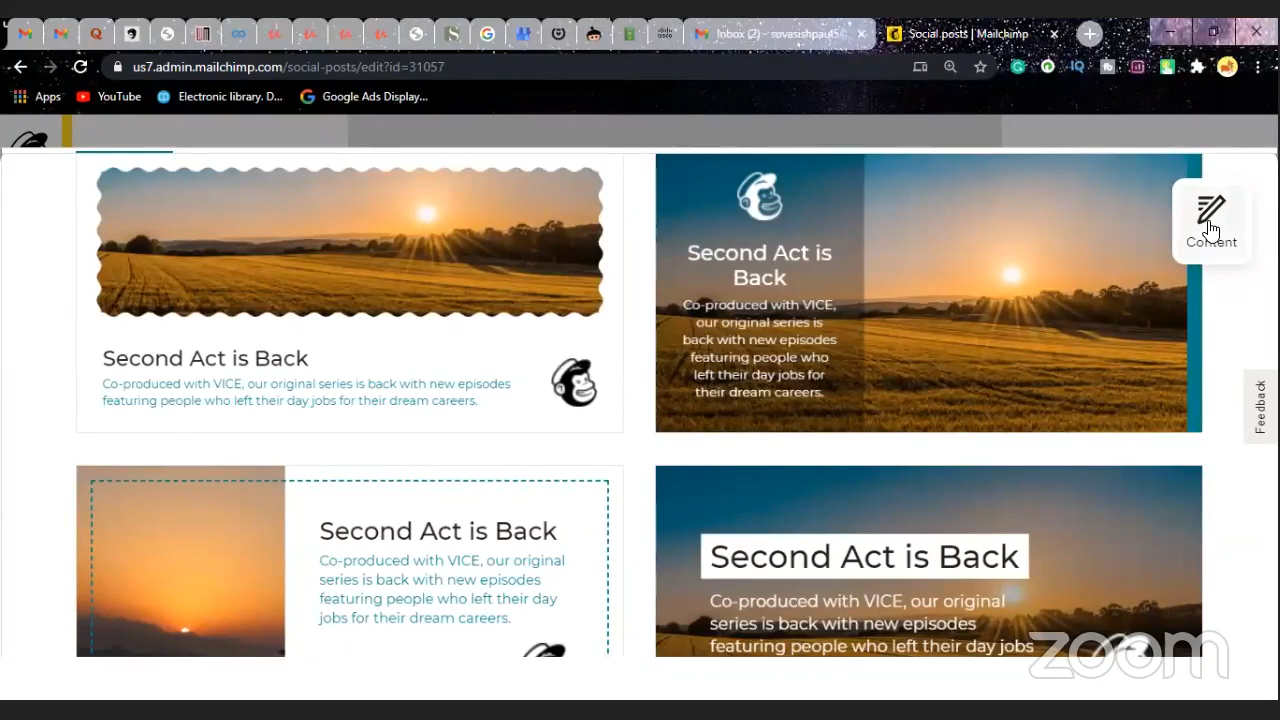 Inbox (2) - suvasishpaul5
Social posts | Mailchimp
us7.admin.mailchimp.com/social-posts/edit?id=31057
Apps
YouTube
Electronic library. D...
Google Ads Display...
Second Act is Back
Co-produced with VICE, our original series is back with new episodes
featuring people who left their day jobs for their dream careers.
Second Act is
Back
Co-produced with VICE,
our original series is
back with new episodes
featuring people who
left their day jobs for
their dream careers.
Content
Feedback
Second Act is Back
Co-produced with VICE, our original
series is back with new episodes
featuring people who left their day
jobs for their dream careers.
Second Act is Back
Co-produced with VICE, our original
series is back with new episodes
featuring people who left their day jobs
zoom